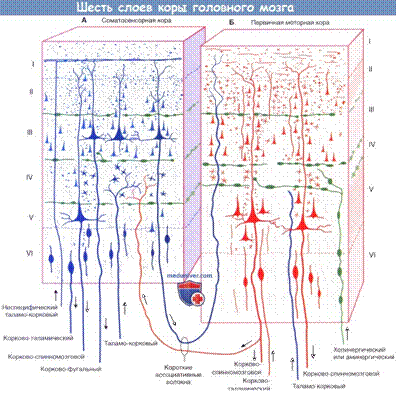 Шесть слоев коры головного мозга
А Соматосенсорная кора
Б. Первичная моторная кора
I
II
III
IV
V
VI
I
II
III
IV
V
VI
meduniver.com
Неспецифический
таламо-корковый
Корково-таламический
Корково-спинномозговой
Корково-фугальный
Таламо-корковый
Короткие
ассоциативные
волокна
Корково-
спинномозговой
Корково-
таламический
Таламо-корковый
Корково-спинномозговой
Холинергический
или аминергический